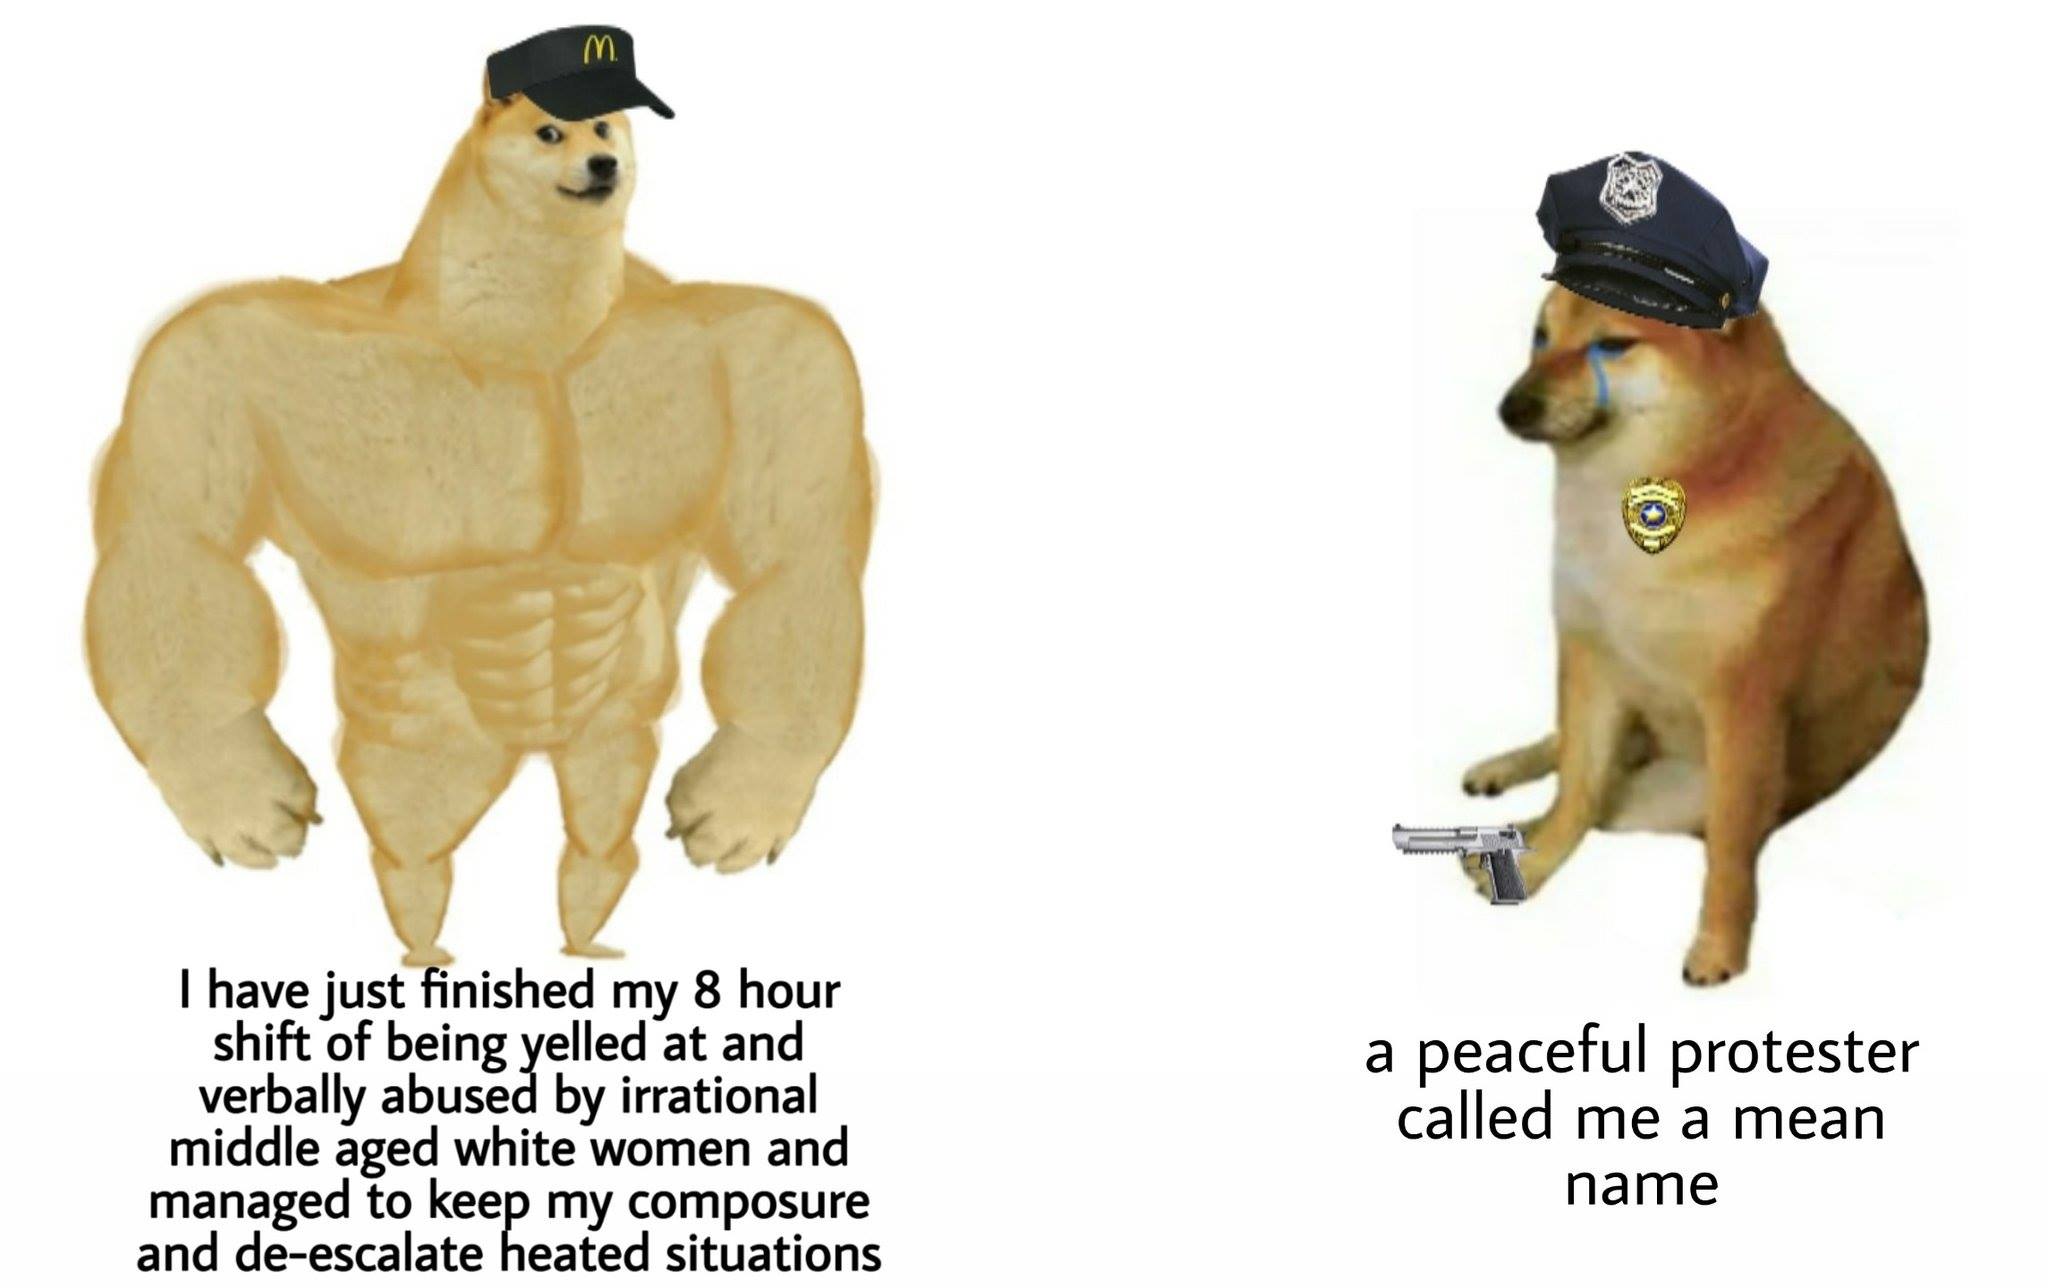 M
I have just finished my 8 hour
shift of being yelled at and
verbally abused by irrational
middle aged white women and
managed to keep my composure
and de-escalate heated situations
a peaceful protester
called me a mean
name